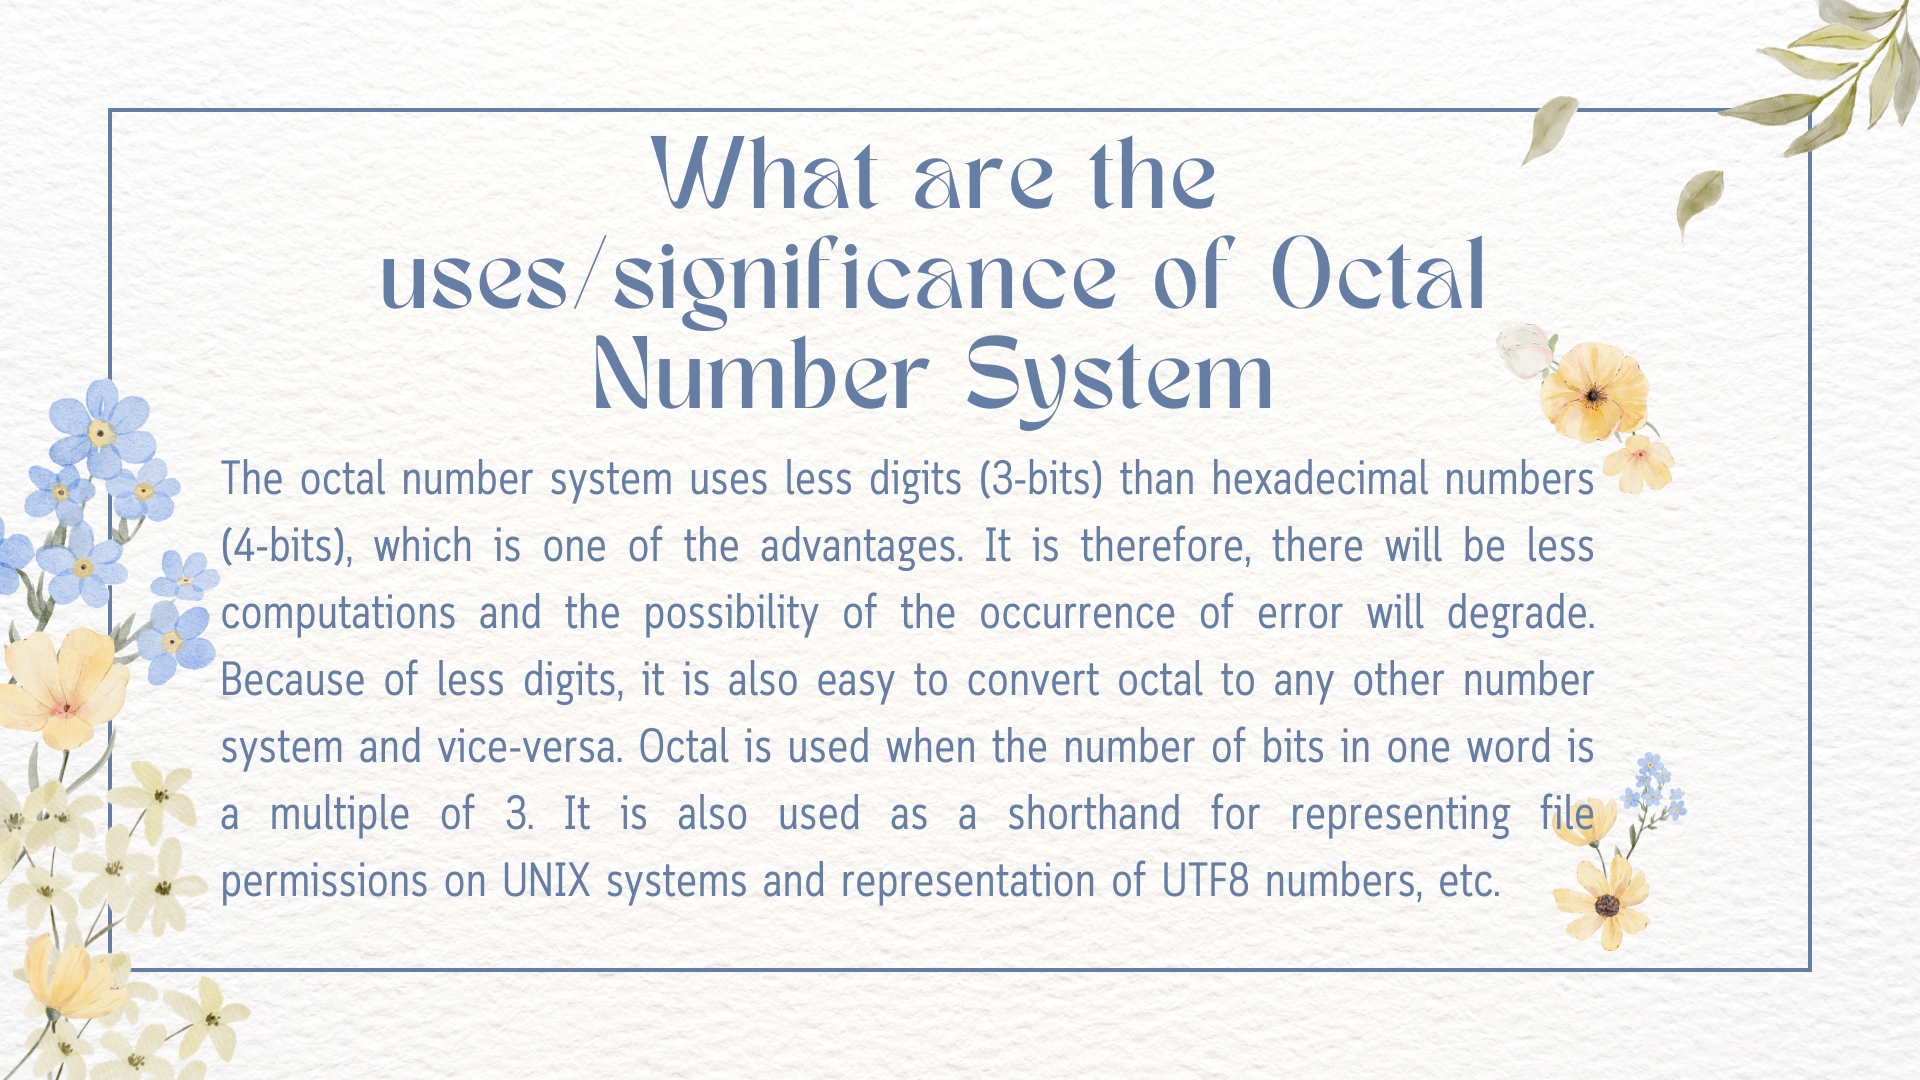 What are the
uses/significance of Octal
Number System
The octal number system uses less digits (3-bits) than hexadecimal numbers
(4-bits), which is one of the advantages. It is therefore, there will be less
computations and the possibility of the occurrence of error will degrade.
Because of less digits, it is also easy to convert octal to any other number
system and vice-versa. Octal is used when the number of bits in one word is
a multiple of 3. It is also used as a shorthand for representing file
permissions on UNIX systems and representation of UTF8 numbers, etc.